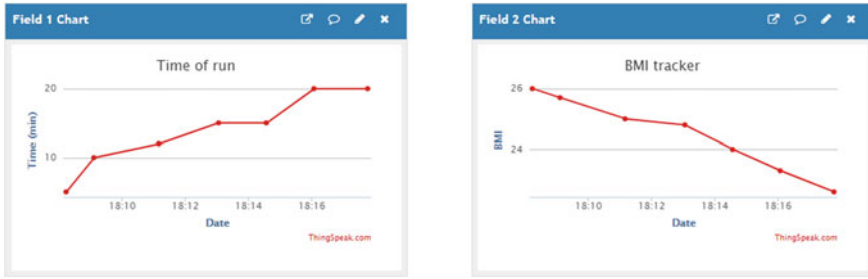 Field 1 Chart
Time of run
20
10
Time (min)
18:10 18:12 18:14 18:16
Date
ThingSpeak.com
Field 2 Chart
BMI tracker
26
24
BMI
18:10 18:12 18:14 18:16
Date
ThingSpeak.com